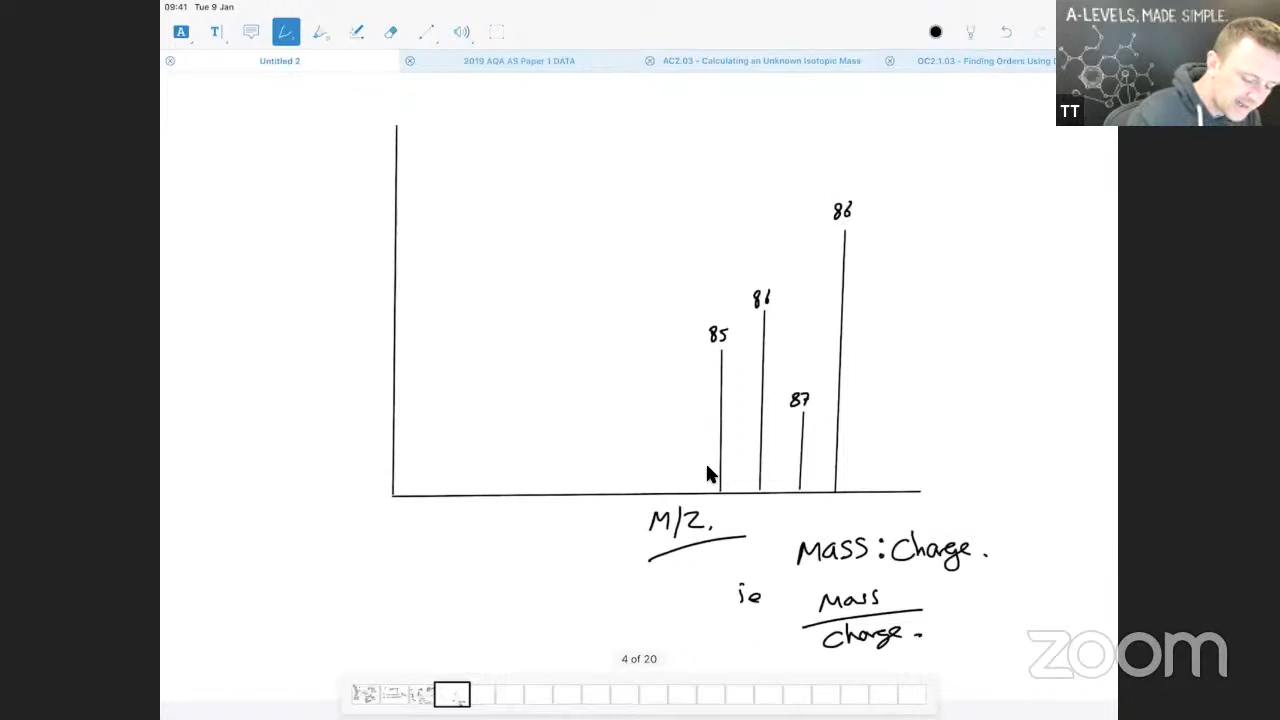 09:41 Tue 9 Jan
A-LEVELS. MADE SIMPLE.
A T
Untitled 2
2019 AQA AS Paper 1 DATA
AC2.03 - Calculating an Unknown Isotopic Mass
OC2.1.03 - Finding Orders Using
TT
86
86
85
87
M/Z.
Mass : Charge.
ie Mass
Charge.
4 of 20
zoom